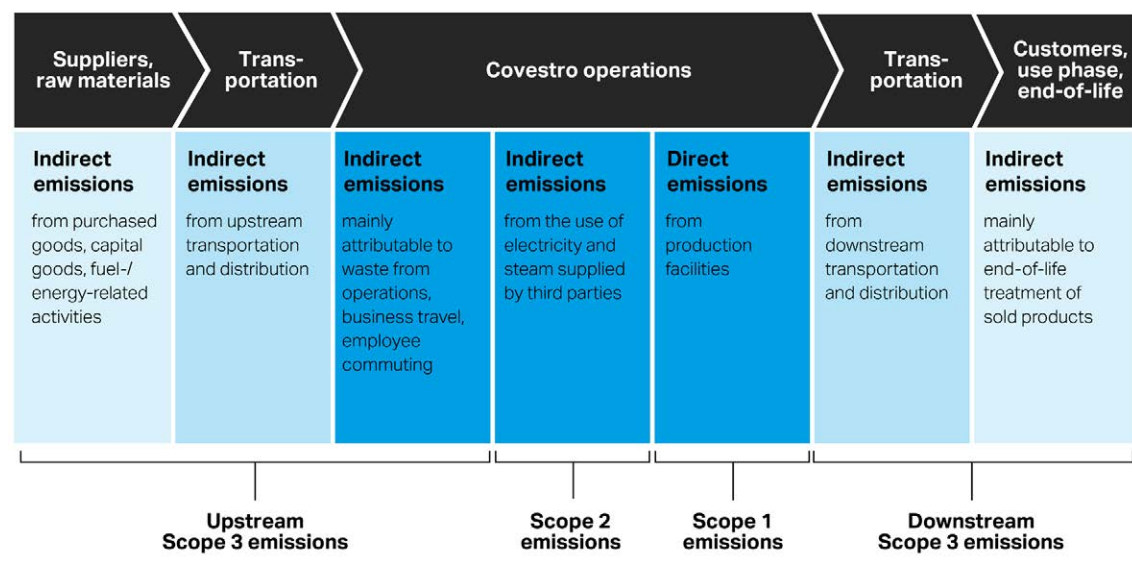 Suppliers,
raw materials
Trans-
portation
Covestro operations
Trans-
portation
Customers,
use phase,
end-of-life
Indirect
emissions
from purchased
goods, capital
goods, fuel-/
energy-related
activities
Indirect
emissions
from upstream
transportation
and distribution
Indirect
emissions
mainly
attributable to
waste from
operations,
business travel,
employee
commuting
Indirect
emissions
from the use of
electricity and
steam supplied
by third parties
Direct
emissions
from
production
facilities
Indirect
emissions
from
downstream
transportation
and distribution
Indirect
emissions
mainly
attributable to
end-of-life
treatment of
sold products
Upstream
Scope 3 emissions
Scope 2
emissions
Scope 1
emissions
Downstream
Scope 3 emissions